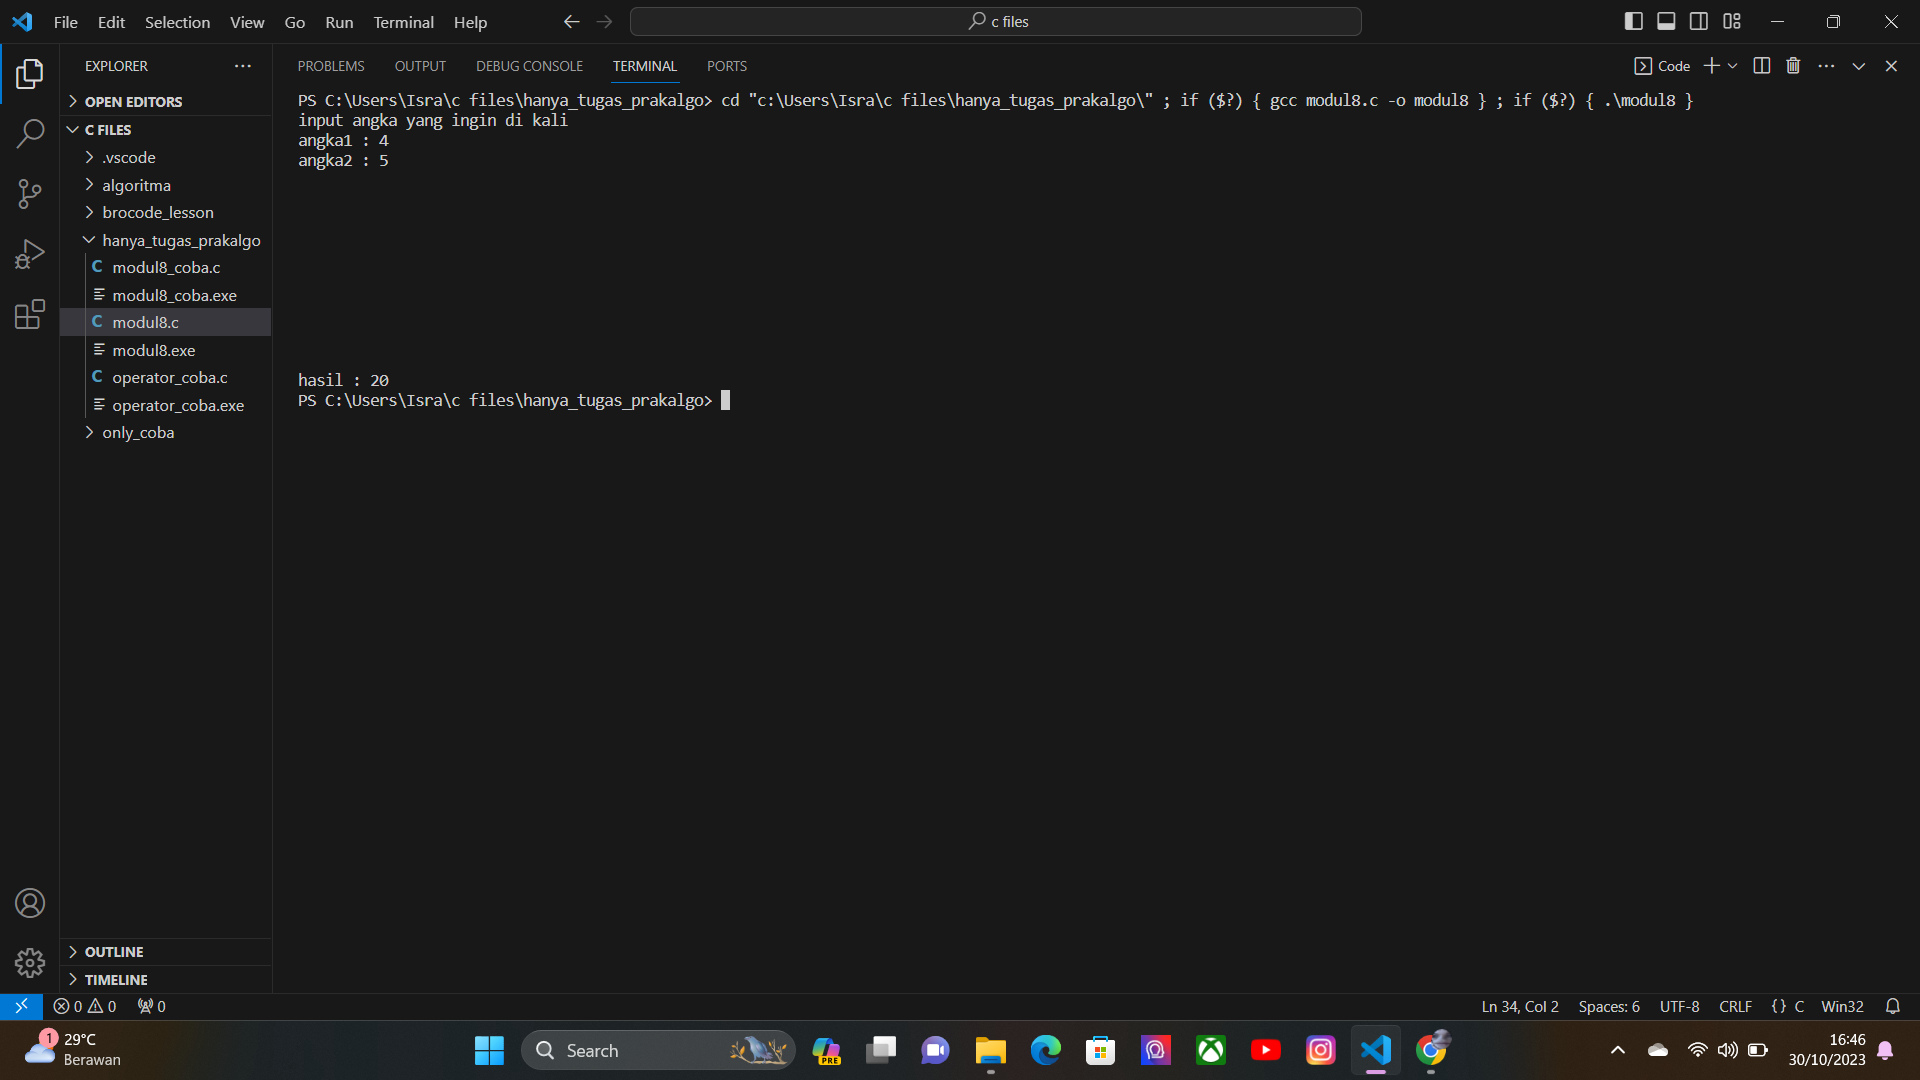 File Edit Selection View Go Run Terminal Help
c files
EXPLORER
OPEN EDITORS
C FILES
.vscode
algoritma
brocode_lesson
hanya_tugas_prakalgo
C modul8_coba.c
modul8_coba.exe
C modul8.c
modul8.exe
C operator_coba.c
operator_coba.exe
only_coba
OUTLINE
TIMELINE
PROBLEMS OUTPUT DEBUG CONSOLE TERMINAL PORTS
Code
PS C:\Users\Isra\c files\hanya_tugas_prakalgo> cd "c:\Users\Isra\c files\hanya_tugas_prakalgo\" ; if ($?) { gcc modul8.c -o modul8 } ; if ($?) { .\modul8 }
input angka yang ingin di kali
angka1 : 4
angka2 : 5
hasil : 20
PS C:\Users\Isra\c files\hanya_tugas_prakalgo>
0 0 0
Ln 34, Col 2 Spaces: 6 UTF-8 CRLF {} C Win32
1
29°C
Berawan
Search
PRE
16:46
30/10/2023